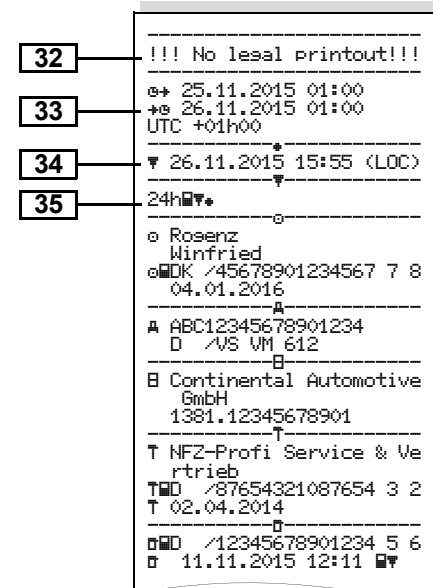 !!! No legal printout!!!
32
25.11.2015 01:00
26.11.2015 01:00
33
UTC +01h00
34
▼ 26.11.2015 15:55 (LOC)
35
24h
Rogenz
Winfried
DK /45678901234567 7 8
04.01.2016
A ABC12345678901234
D /VS VM 612
Continental Automotive
GmbH
1381.12345678901
T NFZ-Profi Service & Ve
rtrieb
T D /87654321087654 3 2
T 02.04.2014
D /12345678901234 5 6
11.11.2015 12:11